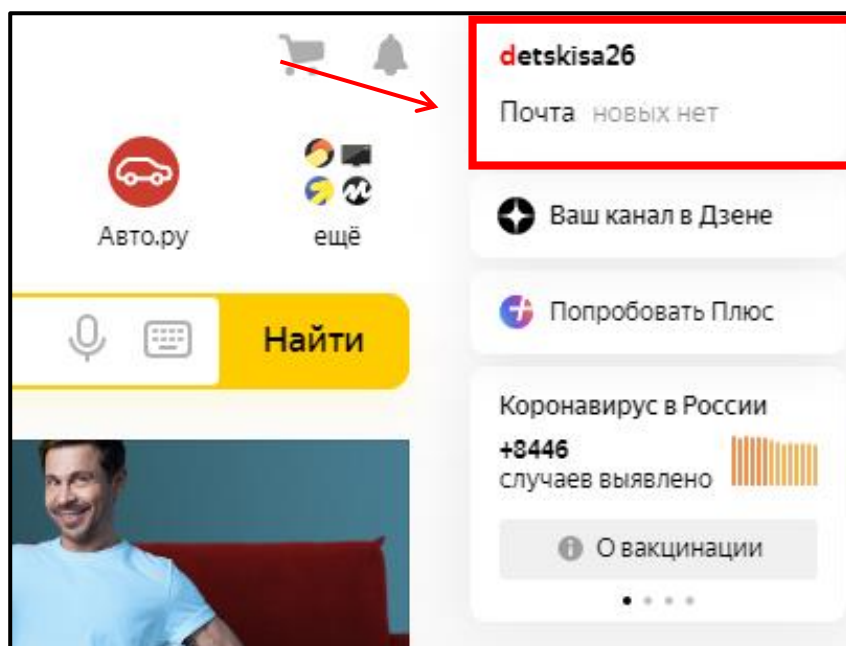 detskisa26
Почта новых нет
Авто.ру
ещё
Ваш канал в Дзене
Попробовать Плюс
Найти
Коронавирус в России
+8446
случаев выявлено
О вакцинации